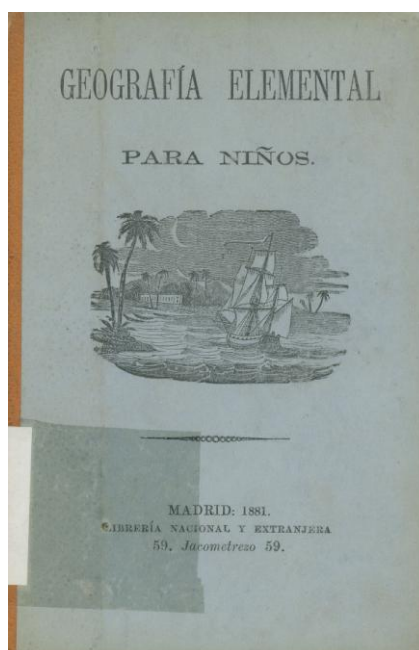 GEOGRAFÍA ELEMENTAL
PARA NIÑOS.
MADRID: 1881.
LIBRERÍA NACIONAL Y EXTRANJERA
59, Jacometrezo 59.